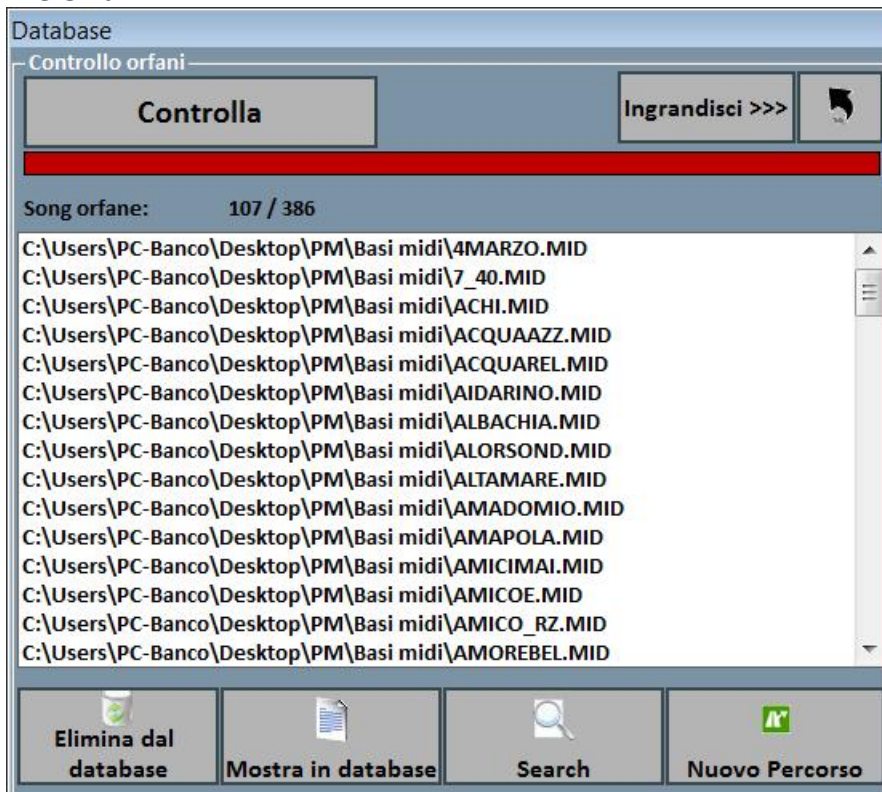 Database
Controllo orfani
Controlla
Ingrandisci >>>
Song orfane: 107 / 386
C:\Users\PC-Banco\Desktop\PM\Basi midi\4MARZO.MID
C:\Users\PC-Banco\Desktop\PM\Basi midi\7_40.MID
C:\Users\PC-Banco\Desktop\PM\Basi midi\ACHI.MID
C:\Users\PC-Banco\Desktop\PM\Basi midi\ACQUAAZZ.MID
C:\Users\PC-Banco\Desktop\PM\Basi midi\ACQUAREL.MID
C:\Users\PC-Banco\Desktop\PM\Basi midi\AIDARINO.MID
C:\Users\PC-Banco\Desktop\PM\Basi midi\ALBACHIA.MID
C:\Users\PC-Banco\Desktop\PM\Basi midi\ALORSOND.MID
C:\Users\PC-Banco\Desktop\PM\Basi midi\ALTAMARE.MID
C:\Users\PC-Banco\Desktop\PM\Basi midi\AMADOMIO.MID
C:\Users\PC-Banco\Desktop\PM\Basi midi\AMAPOLA.MID
C:\Users\PC-Banco\Desktop\PM\Basi midi\AMICIMAI.MID
C:\Users\PC-Banco\Desktop\PM\Basi midi\AMICOE.MID
C:\Users\PC-Banco\Desktop\PM\Basi midi\AMICO_RZ.MID
C:\Users\PC-Banco\Desktop\PM\Basi midi\AMOREBEL.MID
Elimina dal
database
Mostra in database
Search
Nuovo Percorso